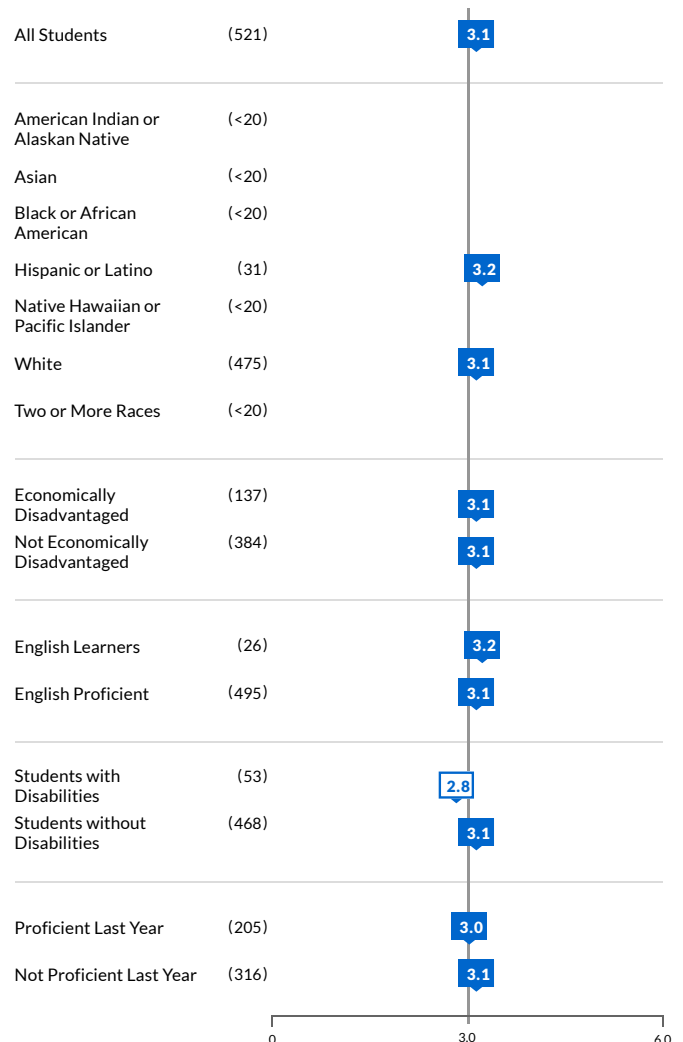 All Students (521) 3.1
American Indian or (<20)
Alaskan Native
Asian (<20)
Black or African (<20)
American
Hispanic or Latino (31) 3.2
Native Hawaiian or (<20)
Pacific Islander
White (475) 3.1
Two or More Races (<20)
Economically (137) 3.1
Disadvantaged
Not Economically (384) 3.1
Disadvantaged
English Learners (26) 3.2
English Proficient (495) 3.1
Students with (53) 2.8
Disabilities
Students without (468) 3.1
Disabilities
Proficient Last Year (205) 3.0
Not Proficient Last Year (316) 3.1
0 3.0 6.0